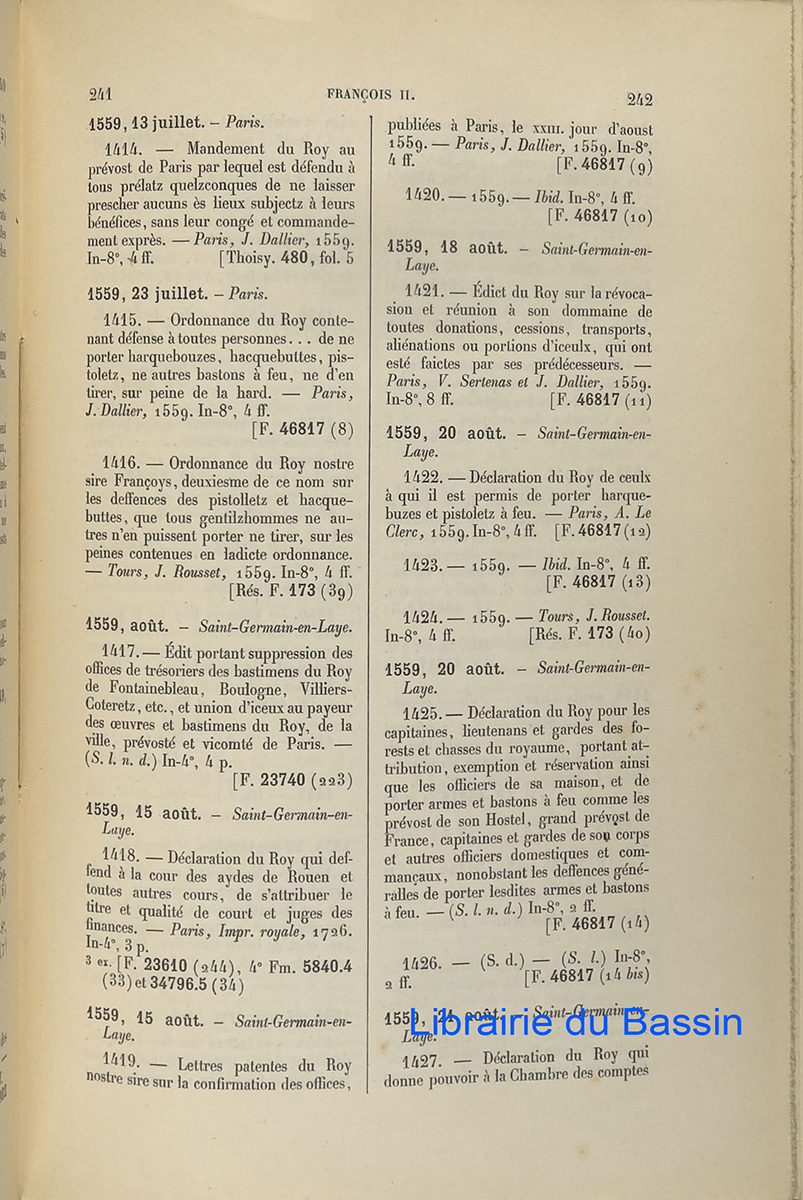 241
FRANÇOIS II.
242
1559, 13 juillet. – Paris.
1414. — Mandement du Roy au
prévost de Paris par lequel est défendu à
tous prélatz quelzconques de ne laisser
prescher aucuns ès lieux subjectz à leurs
bénéfices, sans leur congé et commande-
ment exprès. — Paris, J. Dallier, 1559.
In-8°, 4 ff. [Thoisy. 480, fol. 5
1559, 23 juillet. – Paris.
1415. — Ordonnance du Roy conte-
nant défense à toutes personnes... de ne
porter harquebouzes, hacquebuttes, pis-
toletz, ne autres bastons à feu, ne d'en
tirer, sur peine de la hard. — Paris,
J. Dallier, 1559. In-8°, 4 ff.
[F. 46817 (8)
1416. — Ordonnance du Roy nostre
sire Françoys, deuxiesme de ce nom sur
les deffences des pistolletz et hacque-
buttes, que tous gentilzhommes ne au-
tres n'en puissent porter ne tirer, sur les
peines contenues en ladicte ordonnance.
— Tours, J. Rousset, 1559. In-8°, 4 ff.
[Rés. F. 173 (39)
1559, août. – Saint-Germain-en-Laye.
1417. — Édit portant suppression des
offices de trésoriers des bastimens du Roy
de Fontainebleau, Boulogne, Villiers-
Coteretz, etc., et union d'iceux au payeur
des œuvres et bastimens du Roy, de la
ville, prévosté et vicomté de Paris. —
(S. l. n. d.) In-4°, 4 p.
[F. 23740 (223)
1559, 15 août. – Saint-Germain-en-
Laye.
1418. — Déclaration du Roy qui def-
fend à la cour des aydes de Rouen et
toutes autres cours, de s'attribuer le
titre et qualité de court et juges des
finances. — Paris, Impr. royale, 1726.
In-4°, 3 p.
3 ex. [F. 23610 (244), 4° Fm. 5840.4
(33) et 34796.5 (34)
1559, 15 août. – Saint-Germain-en-
Laye.
1419. — Lettres patentes du Roy
nostre sire sur la confirmation des offices,
publiées à Paris, le XXIII. jour d'aoust
1559. — Paris, J. Dallier, 1559. In-8°,
4 ff. [F. 46817 (9)
1420. — 1559. — Ibid. In-8°, 4 ff.
[F. 46817 (10)
1559, 18 août. – Saint-Germain-en-
Laye.
1421. — Édict du Roy sur la révoca-
sion et réunion à son dommaine de
toutes donations, cessions, transports,
aliénations ou portions d'iceulx, qui ont
esté faictes par ses prédécesseurs. —
Paris, V. Sertenas et J. Dallier, 1559.
In-8°, 8 ff. [F. 46817 (11)
1559, 20 août. – Saint-Germain-en-
Laye.
1422. — Déclaration du Roy de ceulx
à qui il est permis de porter harque-
buzes et pistoletz à feu. — Paris, A. Le
Clerc, 1559. In-8°, 4 ff. [F. 46817 (12)
1423. — 1559. — Ibid. In-8°, 4 ff.
[F. 46817 (13)
1424. — 1559. — Tours, J. Rousset.
In-8°, 4 ff. [Rés. F. 173 (40)
1559, 20 août. – Saint-Germain-en-
Laye.
1425. — Déclaration du Roy pour les
capitaines, lieutenans et gardes des fo-
rests et chasses du royaume, portant at-
tribution, exemption et réservation ainsi
que les officiers de sa maison, et de
porter armes et bastons à feu comme les
prévost de son Hostel, grand prévost de
France, capitaines et gardes de son corps
et autres officiers domestiques et com-
mançaux, nonobstant les deffences géné-
ralles de porter lesdites armes et bastons
à feu. — (S. l. n. d.) In-8°, 2 ff.
[F. 46817 (14)
1426. — (S. d.) — (S. l.) In-8°,
2 ff. [F. 46817 (14 bis)
1559, 21 août. – Saint-Germain-en-
Laye.
Librairie du Bassin
1427. — Déclaration du Roy qui
donne pouvoir à la Chambre des comptes